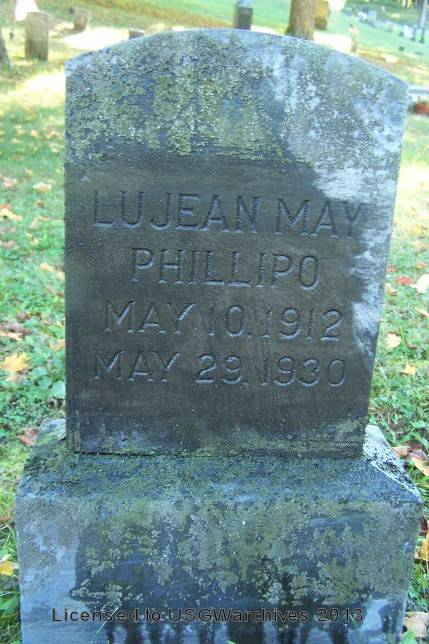 LUJEAN MAY
PHILLIPO
MAY 10, 1912
MAY 29, 1930
Licensed to USGWarchives 2013